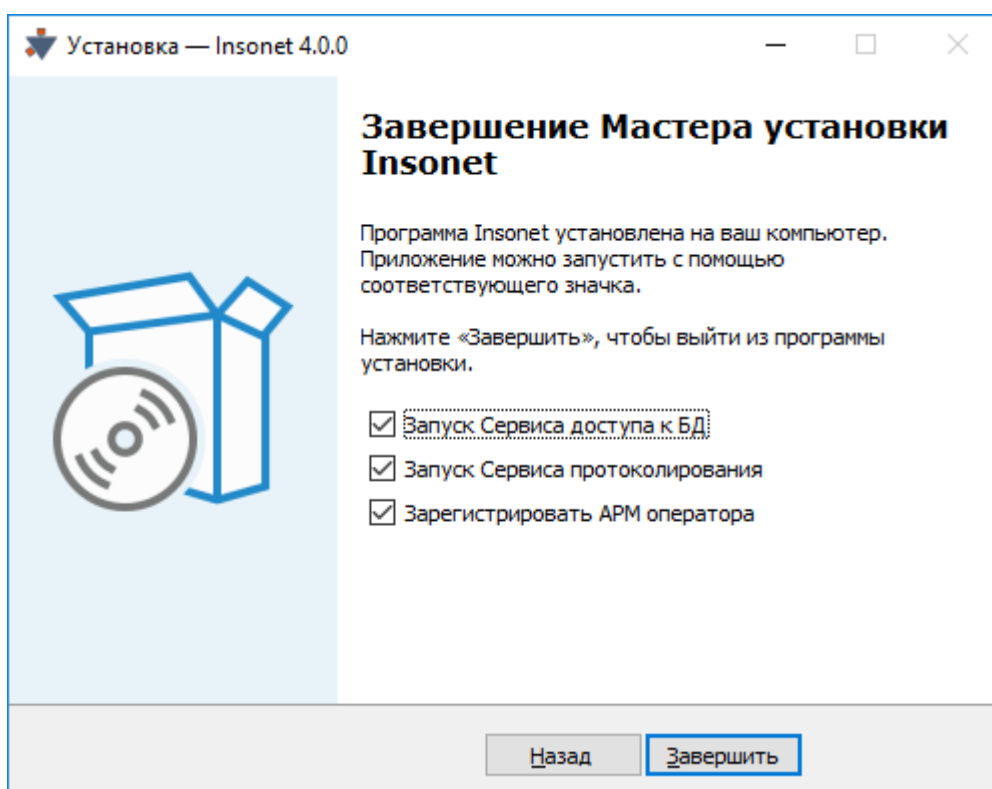 Установка — Insonet 4.0.0
Завершение Мастера установки
Insonet
Программа Insonet установлена на ваш компьютер.
Приложение можно запустить с помощью
соответствующего значка.
Нажмите «Завершить», чтобы выйти из программы
установки.
Запуск Сервиса доступа к БД
Запуск Сервиса протоколирования
Зарегистрировать АРМ оператора
Назад
Завершить